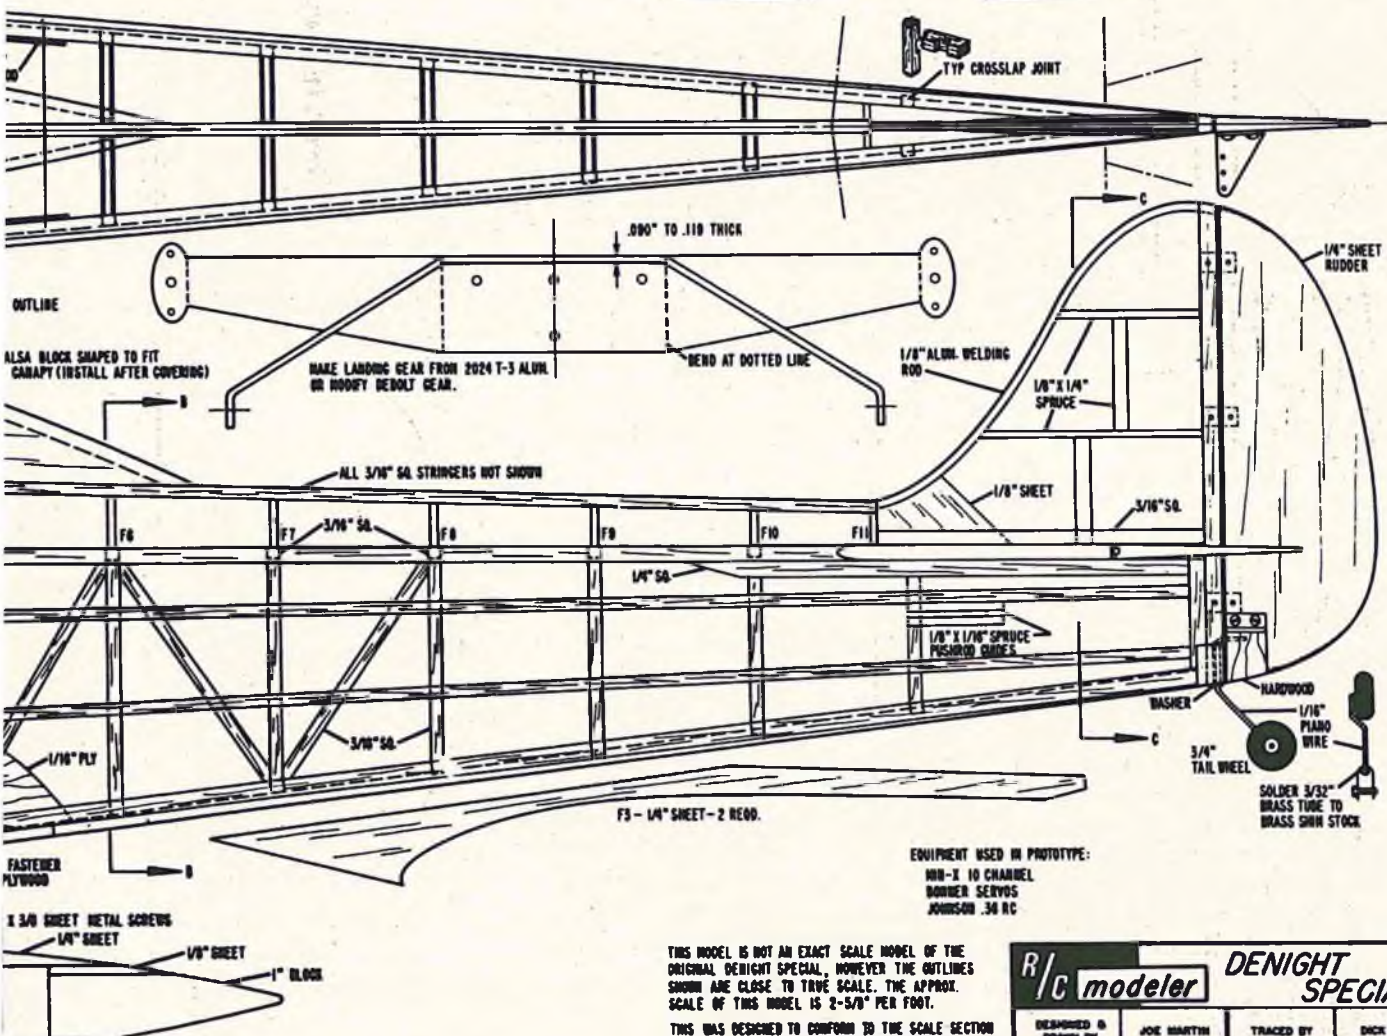 TYP CROSSLAP JOINT
C
.090" TO .119 THICK
1/4" SHEET
RUDDER
OUTLINE
ALSA BLOCK SHAPED TO FIT
CANAPY (INSTALL AFTER COVERING)
MAKE LANDING GEAR FROM 2024 T-3 ALUM.
OR MODIFY DEBOLT GEAR.
BEND AT DOTTED LINE
1/8" ALUM. WELDING
ROD
1/8" X 1/4"
SPRUCE
B
ALL 3/16" SQ. STRINGERS NOT SHOWN
1/8" SHEET
3/16" SQ.
F6
F7
3/16" SQ.
F8
F9
F10
F11
1/4" SQ.
1/8" X 1/16" SPRUCE
PUSHROD GUIDES
WASHER
HARDWOOD
1/16"
PIANO
WIRE
3/4"
TAIL WHEEL
C
SOLDER 3/32"
BRASS TUBE TO
BRASS SHIM STOCK
1/16" PLY
3/16" SQ.
F3 - 1/4" SHEET - 2 REQD.
FASTENER
PLYWOOD
B
EQUIPMENT USED IN PROTOTYPE:
10 CHANNEL
BONNER SERVOS
JOHNSON .36 RC
X 3/8 SHEET METAL SCREWS
1/4" SHEET
1/8" SHEET
1" BLOCK
THIS MODEL IS NOT AN EXACT SCALE MODEL OF THE
ORIGINAL DENIGHT SPECIAL, HOWEVER THE OUTLINES
SHOWN ARE CLOSE TO TRUE SCALE. THE APPROX.
SCALE OF THIS MODEL IS 2-5/8" PER FOOT.
THIS WAS DESIGNED TO CONFORM TO THE SCALE SECTION
R/C modeler
DENIGHT
SPECIA
DESIGNED &
JOE MARTIN
TRACED BY
DICK